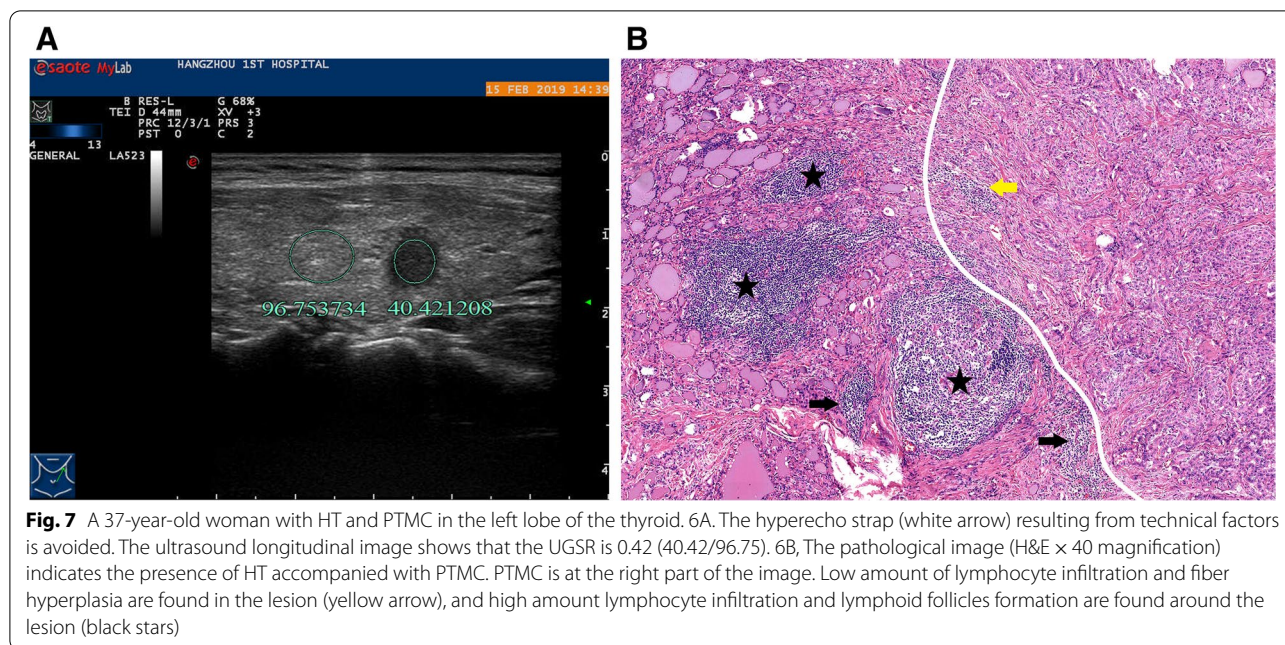 A
B
esaote MyLab
HANGZHOU 1ST HOSPITAL
15 FEB 2019 14:39
B RES-L G 68%
TEI D 44mm XV +3
PRC 12/3/1 PRS 3
PST 0 C 2
4 13
GENERAL LA523
e
0
1
2
3
4
96.753734 40.421208
Fig. 7 A 37-year-old woman with HT and PTMC in the left lobe of the thyroid. 6A. The hyperecho strap (white arrow) resulting from technical factors
is avoided. The ultrasound longitudinal image shows that the UGSR is 0.42 (40.42/96.75). 6B, The pathological image (H&E × 40 magnification)
indicates the presence of HT accompanied with PTMC. PTMC is at the right part of the image. Low amount of lymphocyte infiltration and fiber
hyperplasia are found in the lesion (yellow arrow), and high amount lymphocyte infiltration and lymphoid follicles formation are found around the
lesion (black stars)